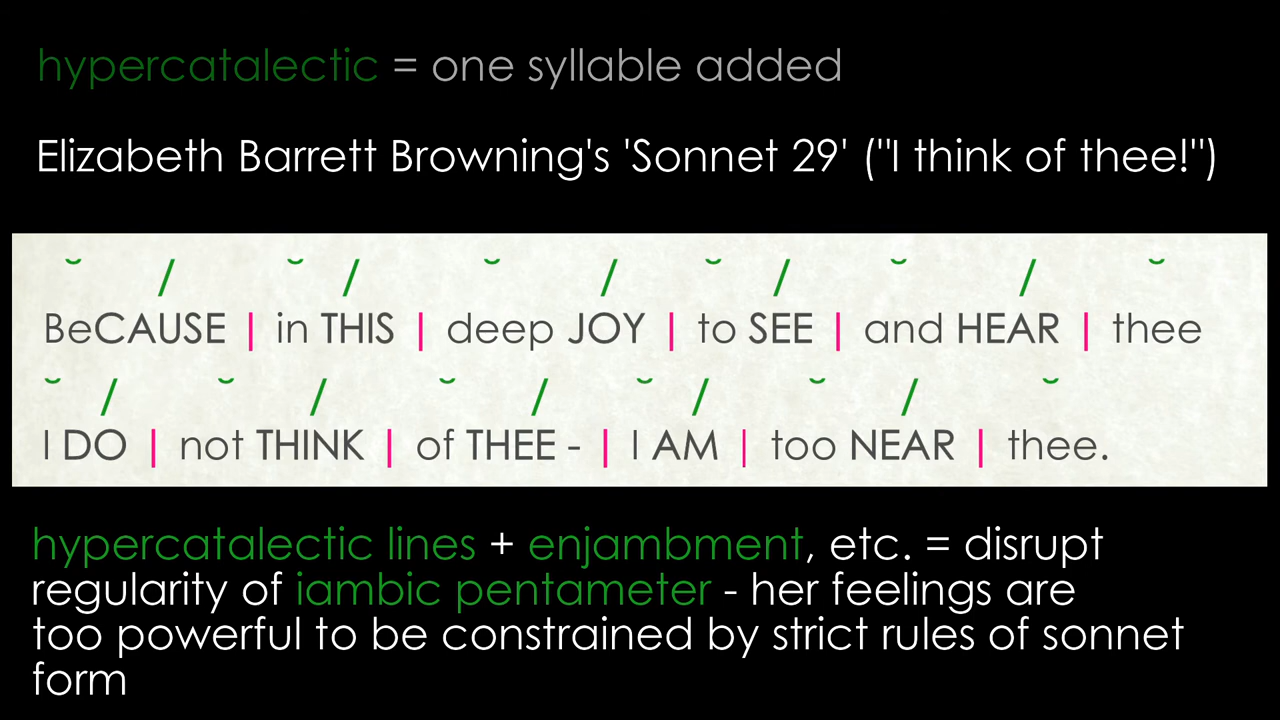 hypercatalectic = one syllable added
Elizabeth Barrett Browning's 'Sonnet 29' ("I think of thee!")
˘ / ˘ / ˘ / ˘ / ˘ / ˘
BeCAUSE | in THIS | deep JOY | to SEE | and HEAR | thee
˘ / ˘ / ˘ / ˘ / ˘ / ˘
I DO | not THINK | of THEE - | I AM | too NEAR | thee.
hypercatalectic lines + enjambment, etc. = disrupt
regularity of iambic pentameter - her feelings are
too powerful to be constrained by strict rules of sonnet
form